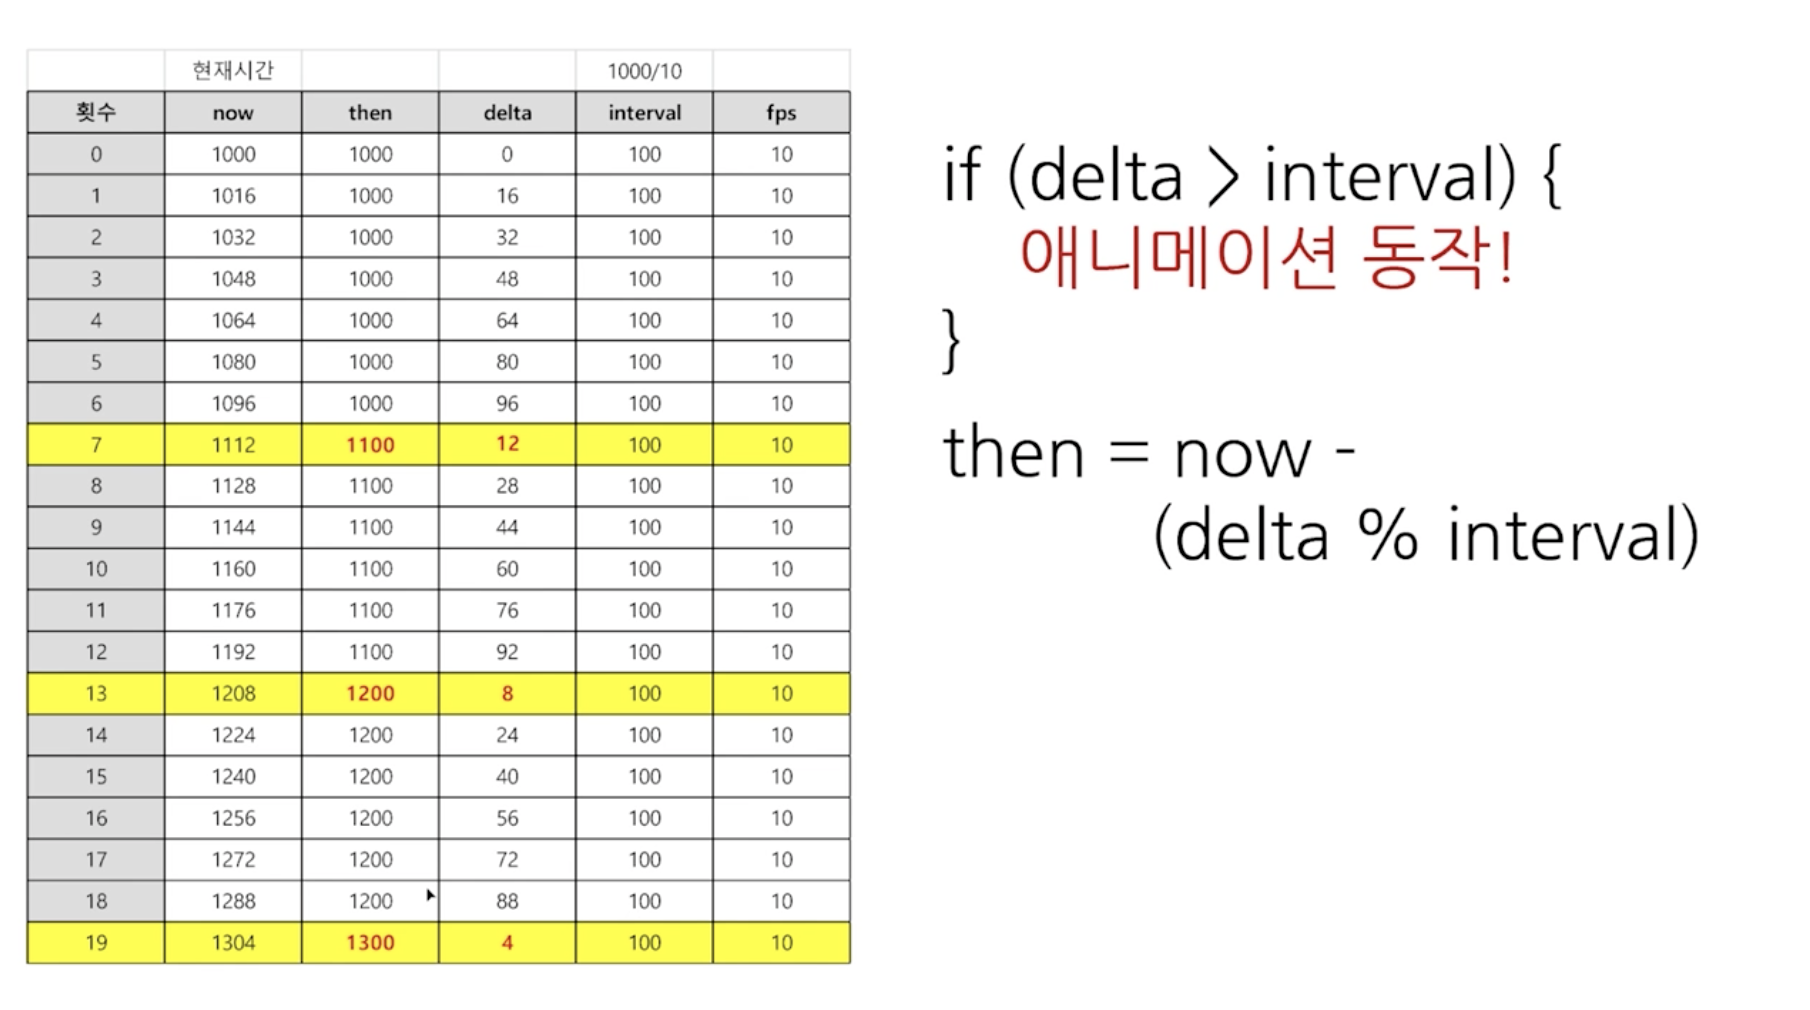 현재시간 1000/10
횟수 now then delta interval fps
0 1000 1000 0 100 10
1 1016 1000 16 100 10
2 1032 1000 32 100 10
3 1048 1000 48 100 10
4 1064 1000 64 100 10
5 1080 1000 80 100 10
6 1096 1000 96 100 10
7 1112 1100 12 100 10
8 1128 1100 28 100 10
9 1144 1100 44 100 10
10 1160 1100 60 100 10
11 1176 1100 76 100 10
12 1192 1100 92 100 10
13 1208 1200 8 100 10
14 1224 1200 24 100 10
15 1240 1200 40 100 10
16 1256 1200 56 100 10
17 1272 1200 72 100 10
18 1288 1200 88 100 10
19 1304 1300 4 100 10
if (delta > interval) {
애니메이션 동작!
}
then = now -
(delta % interval)